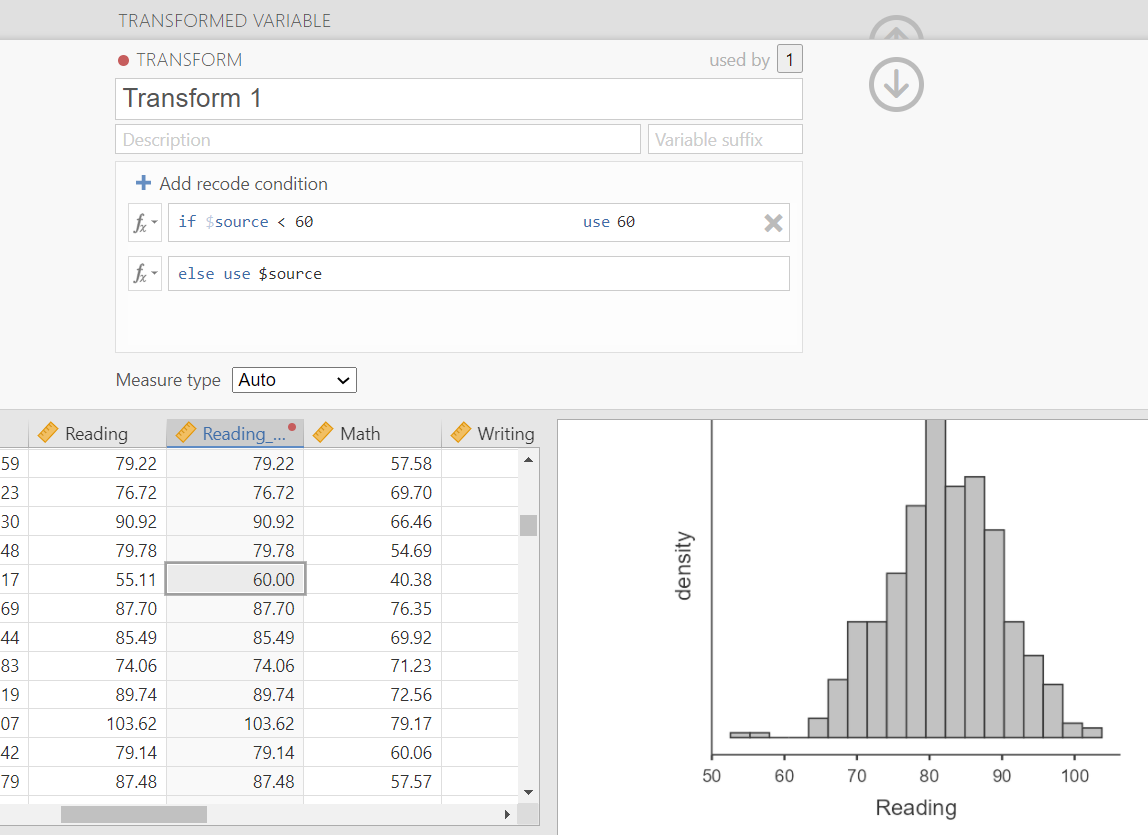 TRANSFORMED VARIABLE
TRANSFORM used by 1
Transform 1
Description Variable suffix
Add recode condition
fx if $source < 60 use 60
fx else use $source
Measure type Auto
Reading Reading_... Math Writing
59 79.22 79.22 57.58
23 76.72 76.72 69.70
30 90.92 90.92 66.46
48 79.78 79.78 54.69
17 55.11 60.00 40.38
69 87.70 87.70 76.35
44 85.49 85.49 69.92
83 74.06 74.06 71.23
19 89.74 89.74 72.56
07 103.62 103.62 79.17
42 79.14 79.14 60.06
79 87.48 87.48 57.57
density
50 60 70 80 90 100
Reading